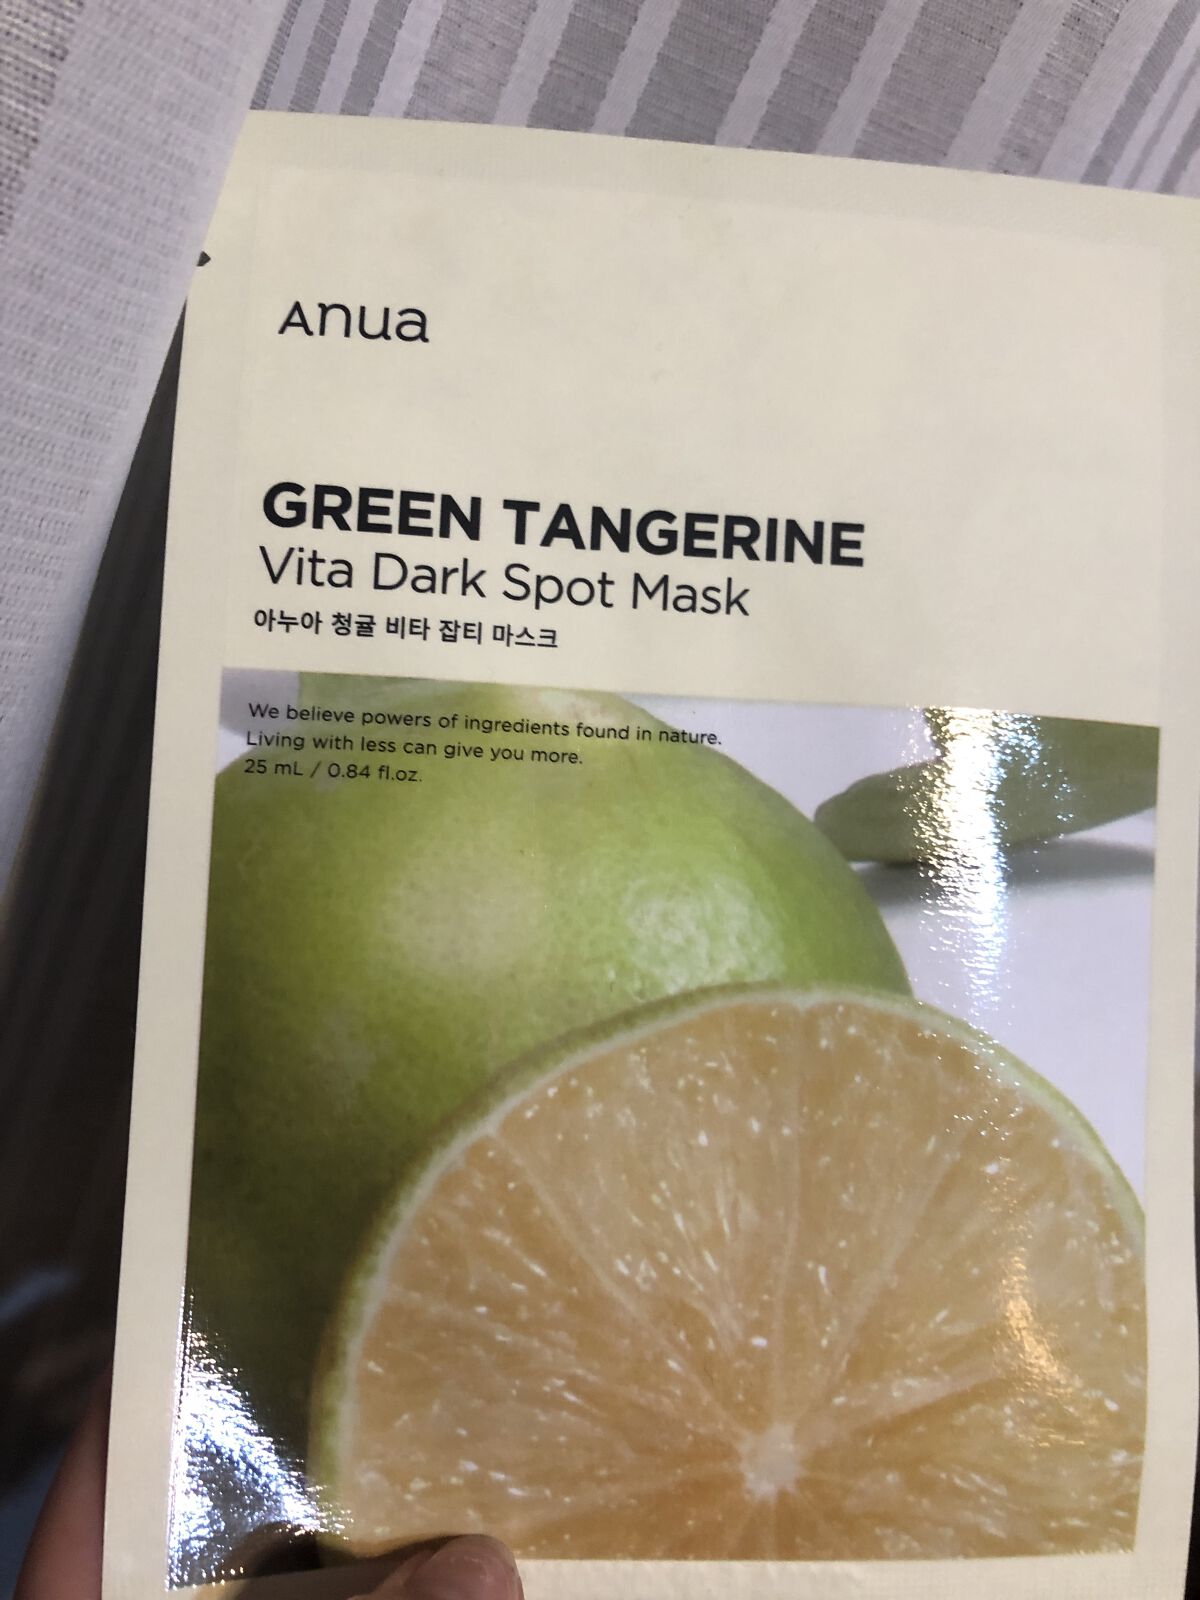 Anua
GREEN TANGERINE
Vita Dark Spot Mask
아누아 청귤 비타 잡티 마스크
We believe powers of ingredients found in nature.
Living with less can give you more.
25 mL / 0.84 fl.oz.